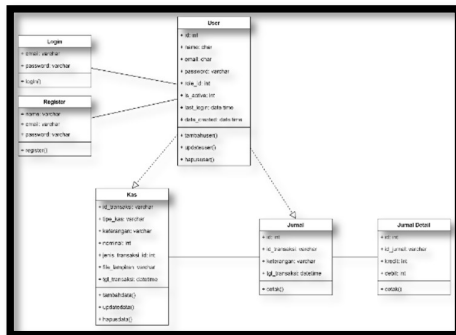 User
+ id: int
+ name: char
+ email: char
+ password: varchar
+ role_id: int
+ is_active: int
+ last_login: date time
+ date_created: date time
+ tambahuser()
+ updateuser()
+ hapususer()
Login
+ email: varchar
+ password: varchar
+ login()
Register
+ name: varchar
+ email: varchar
+ password: varchar
+ register()
Kas
+ id_transaksi: varchar
+ tipe_kas: varchar
+ keterangan: varchar
+ nominal: int
+ jenis_transaksi_id: int
+ file_lampiran: varchar
+ tgl_transaksi: datetime
+ tambahdata()
+ updatedata()
+ hapusdata()
Jurnal
+ id: int
+ id_transaksi: varchar
+ keterangan: varchar
+ tgl_transaksi: datetime
+ cetak()
Jurnal Detail
+ id: int
+ id_jurnal: varchar
+ kredit: int
+ debit: int
+ cetak()